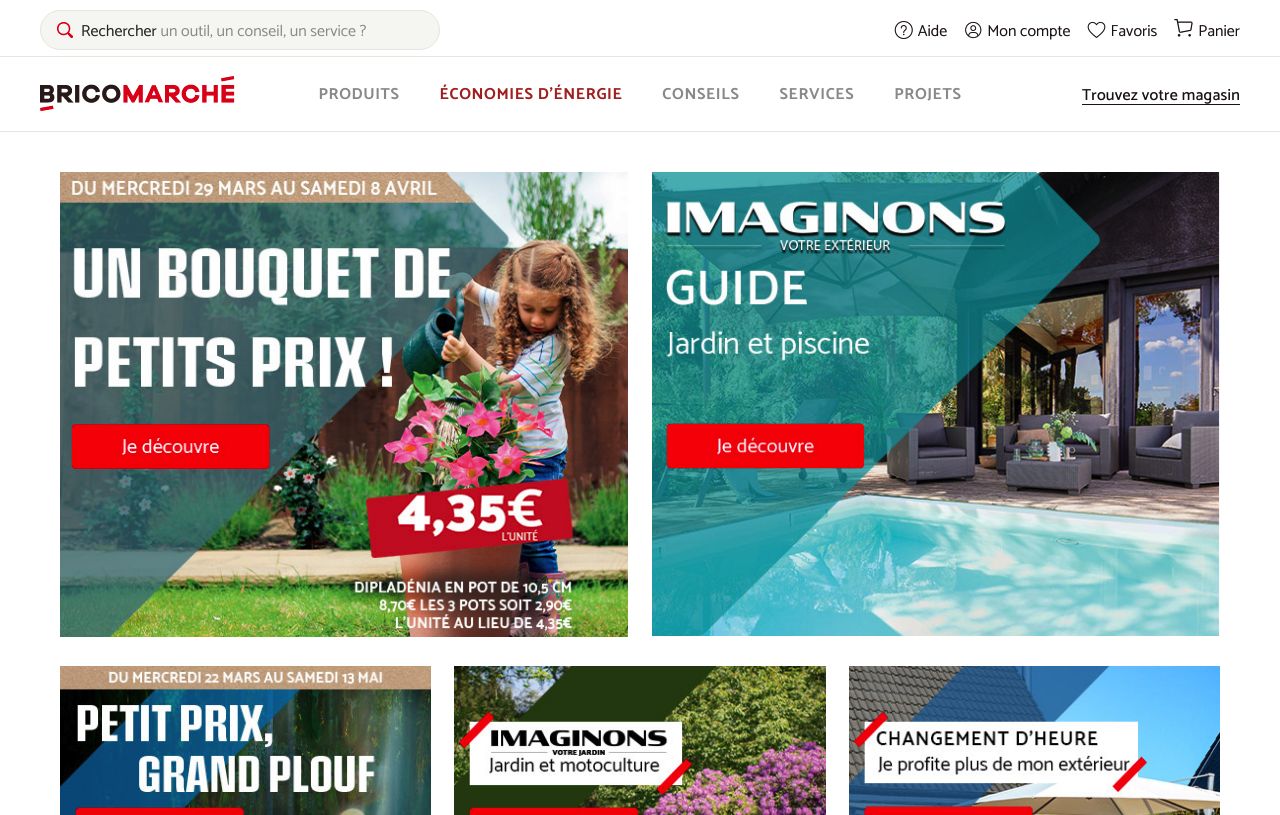 Rechercher un outil, un conseil, un service ?
Aide
Mon compte
Favoris
Panier
BRICOMARCHÉ
PRODUITS
ÉCONOMIES D'ÉNERGIE
CONSEILS
SERVICES
PROJETS
Trouvez votre magasin
DU MERCREDI 29 MARS AU SAMEDI 8 AVRIL
UN BOUQUET DE
PETITS PRIX !
Je découvre
4,35€
L'UNITÉ
DIPLADÉNIA EN POT DE 10,5 CM
8,70€ LES 3 POTS SOIT 2,90€
L'UNITÉ AU LIEU DE 4,35€
IMAGINONS
VOTRE EXTÉRIEUR
GUIDE
Jardin et piscine
Je découvre
DU MERCREDI 22 MARS AU SAMEDI 13 MAI
PETIT PRIX,
GRAND PLOUF
IMAGINONS
VOTRE JARDIN
Jardin et motoculture
CHANGEMENT D'HEURE
Je profite plus de mon extérieur